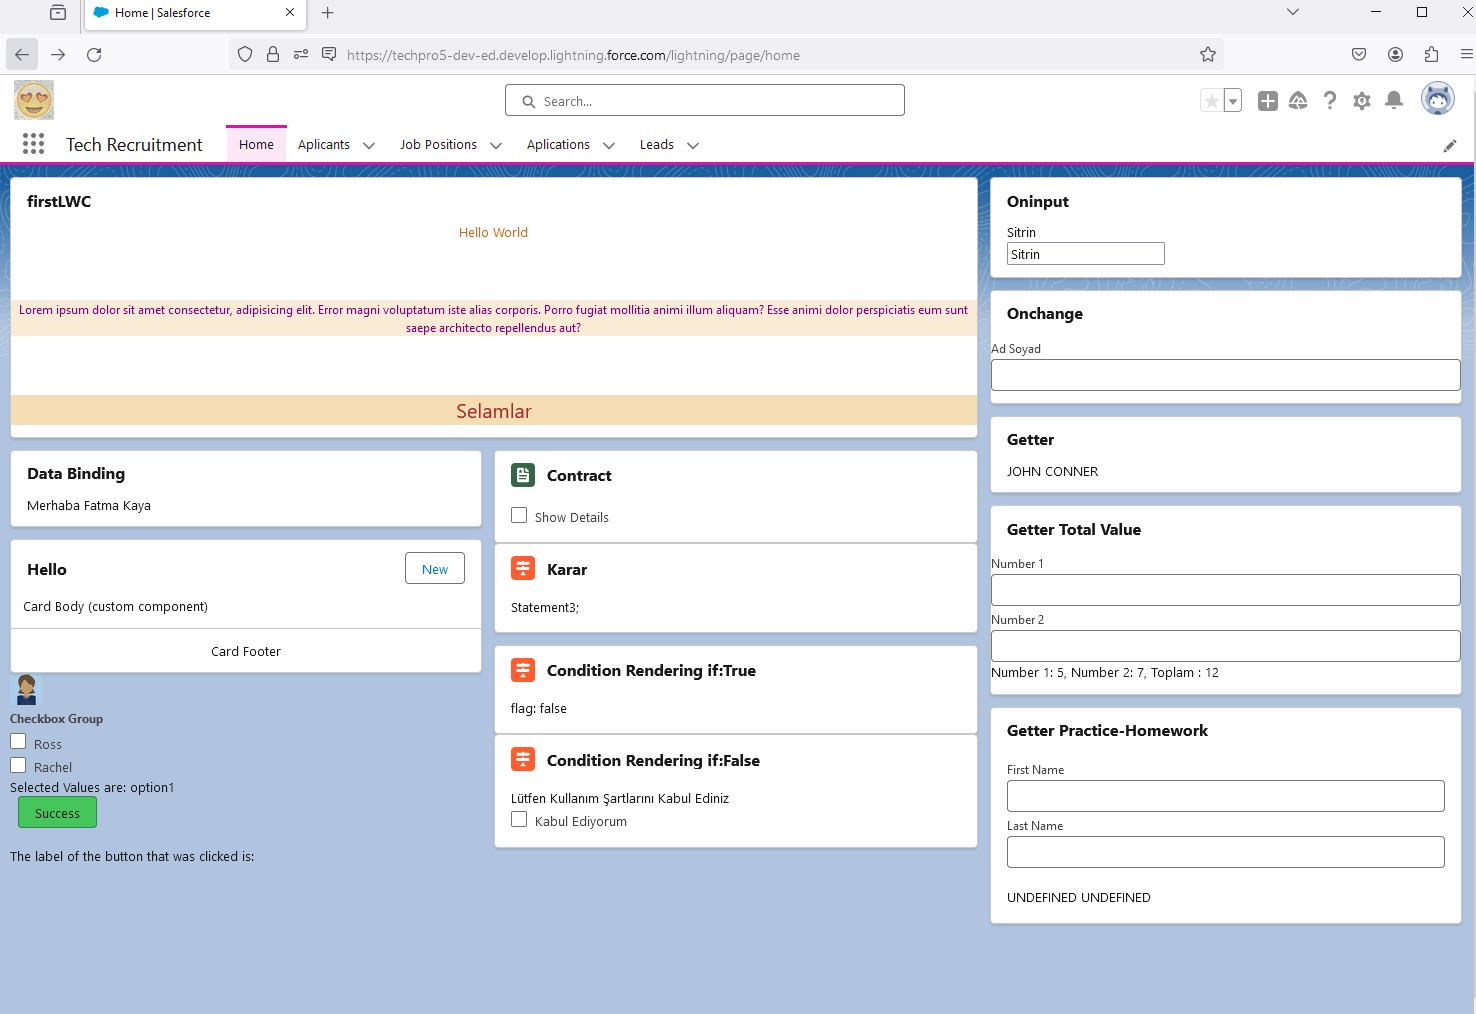 Home | Salesforce
https://techpro5-dev-ed.develop.lightning.force.com/lightning/page/home
Search...
Tech Recruitment
Home
Aplicants
Job Positions
Aplications
Leads
firstLWC
Hello World
Lorem ipsum dolor sit amet consectetur, adipisicing elit. Error magni voluptatum iste alias corporis. Porro fugiat mollitia animi illum aliquam? Esse animi dolor perspiciatis eum sunt
saepe architecto repellendus aut?
Selamlar
Data Binding
Merhaba Fatma Kaya
Hello
New
Card Body (custom component)
Card Footer
Checkbox Group
Ross
Rachel
Selected Values are: option1
Success
The label of the button that was clicked is:
Contract
Show Details
Karar
Statement3;
Condition Rendering if:True
flag: false
Condition Rendering if:False
Lütfen Kullanım Şartlarını Kabul Ediniz
Kabul Ediyorum
Oninput
Sitrin
Sitrin
Onchange
Ad Soyad
Getter
JOHN CONNER
Getter Total Value
Number 1
Number 2
Number 1: 5, Number 2: 7, Toplam : 12
Getter Practice-Homework
First Name
Last Name
UNDEFINED UNDEFINED